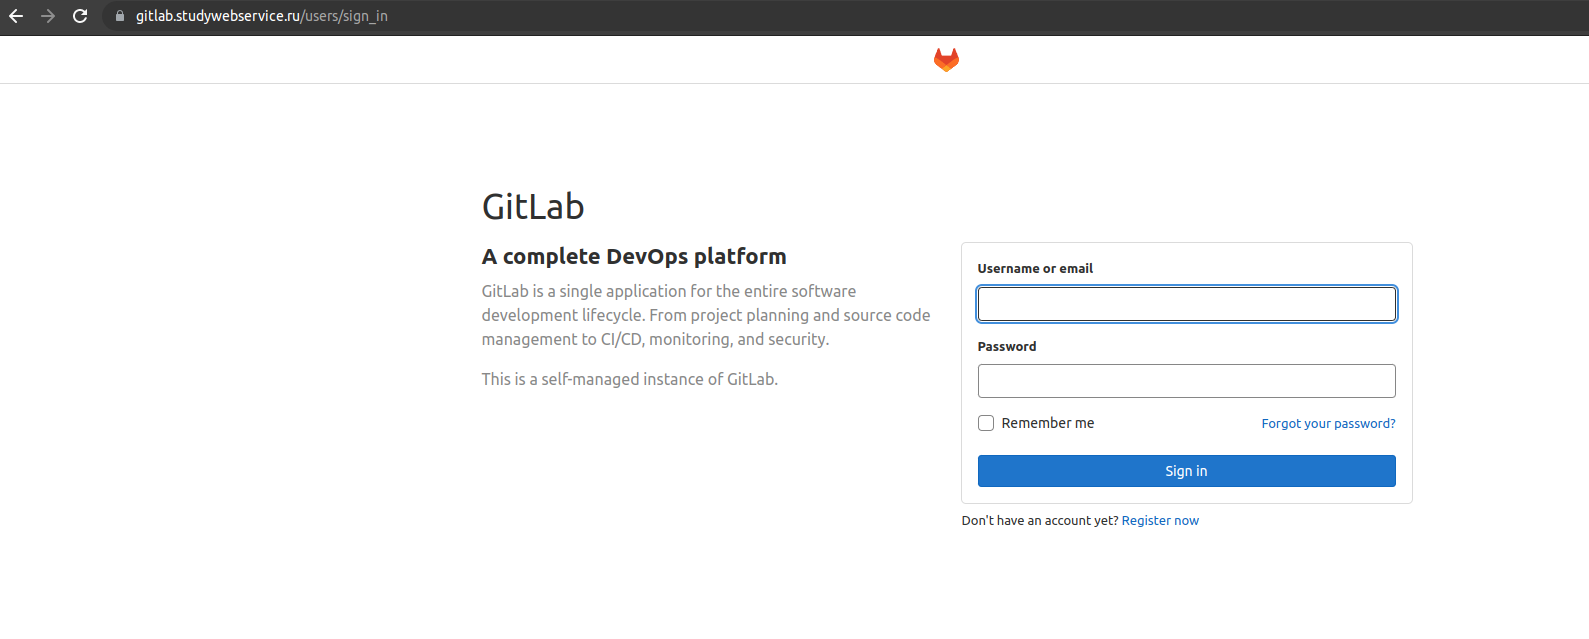 gitlab.studywebservice.ru/users/sign_in
GitLab
A complete DevOps platform
GitLab is a single application for the entire software
development lifecycle. From project planning and source code
management to CI/CD, monitoring, and security.
This is a self-managed instance of GitLab.
Username or email
Password
Remember me
Forgot your password?
Sign in
Don't have an account yet? Register now